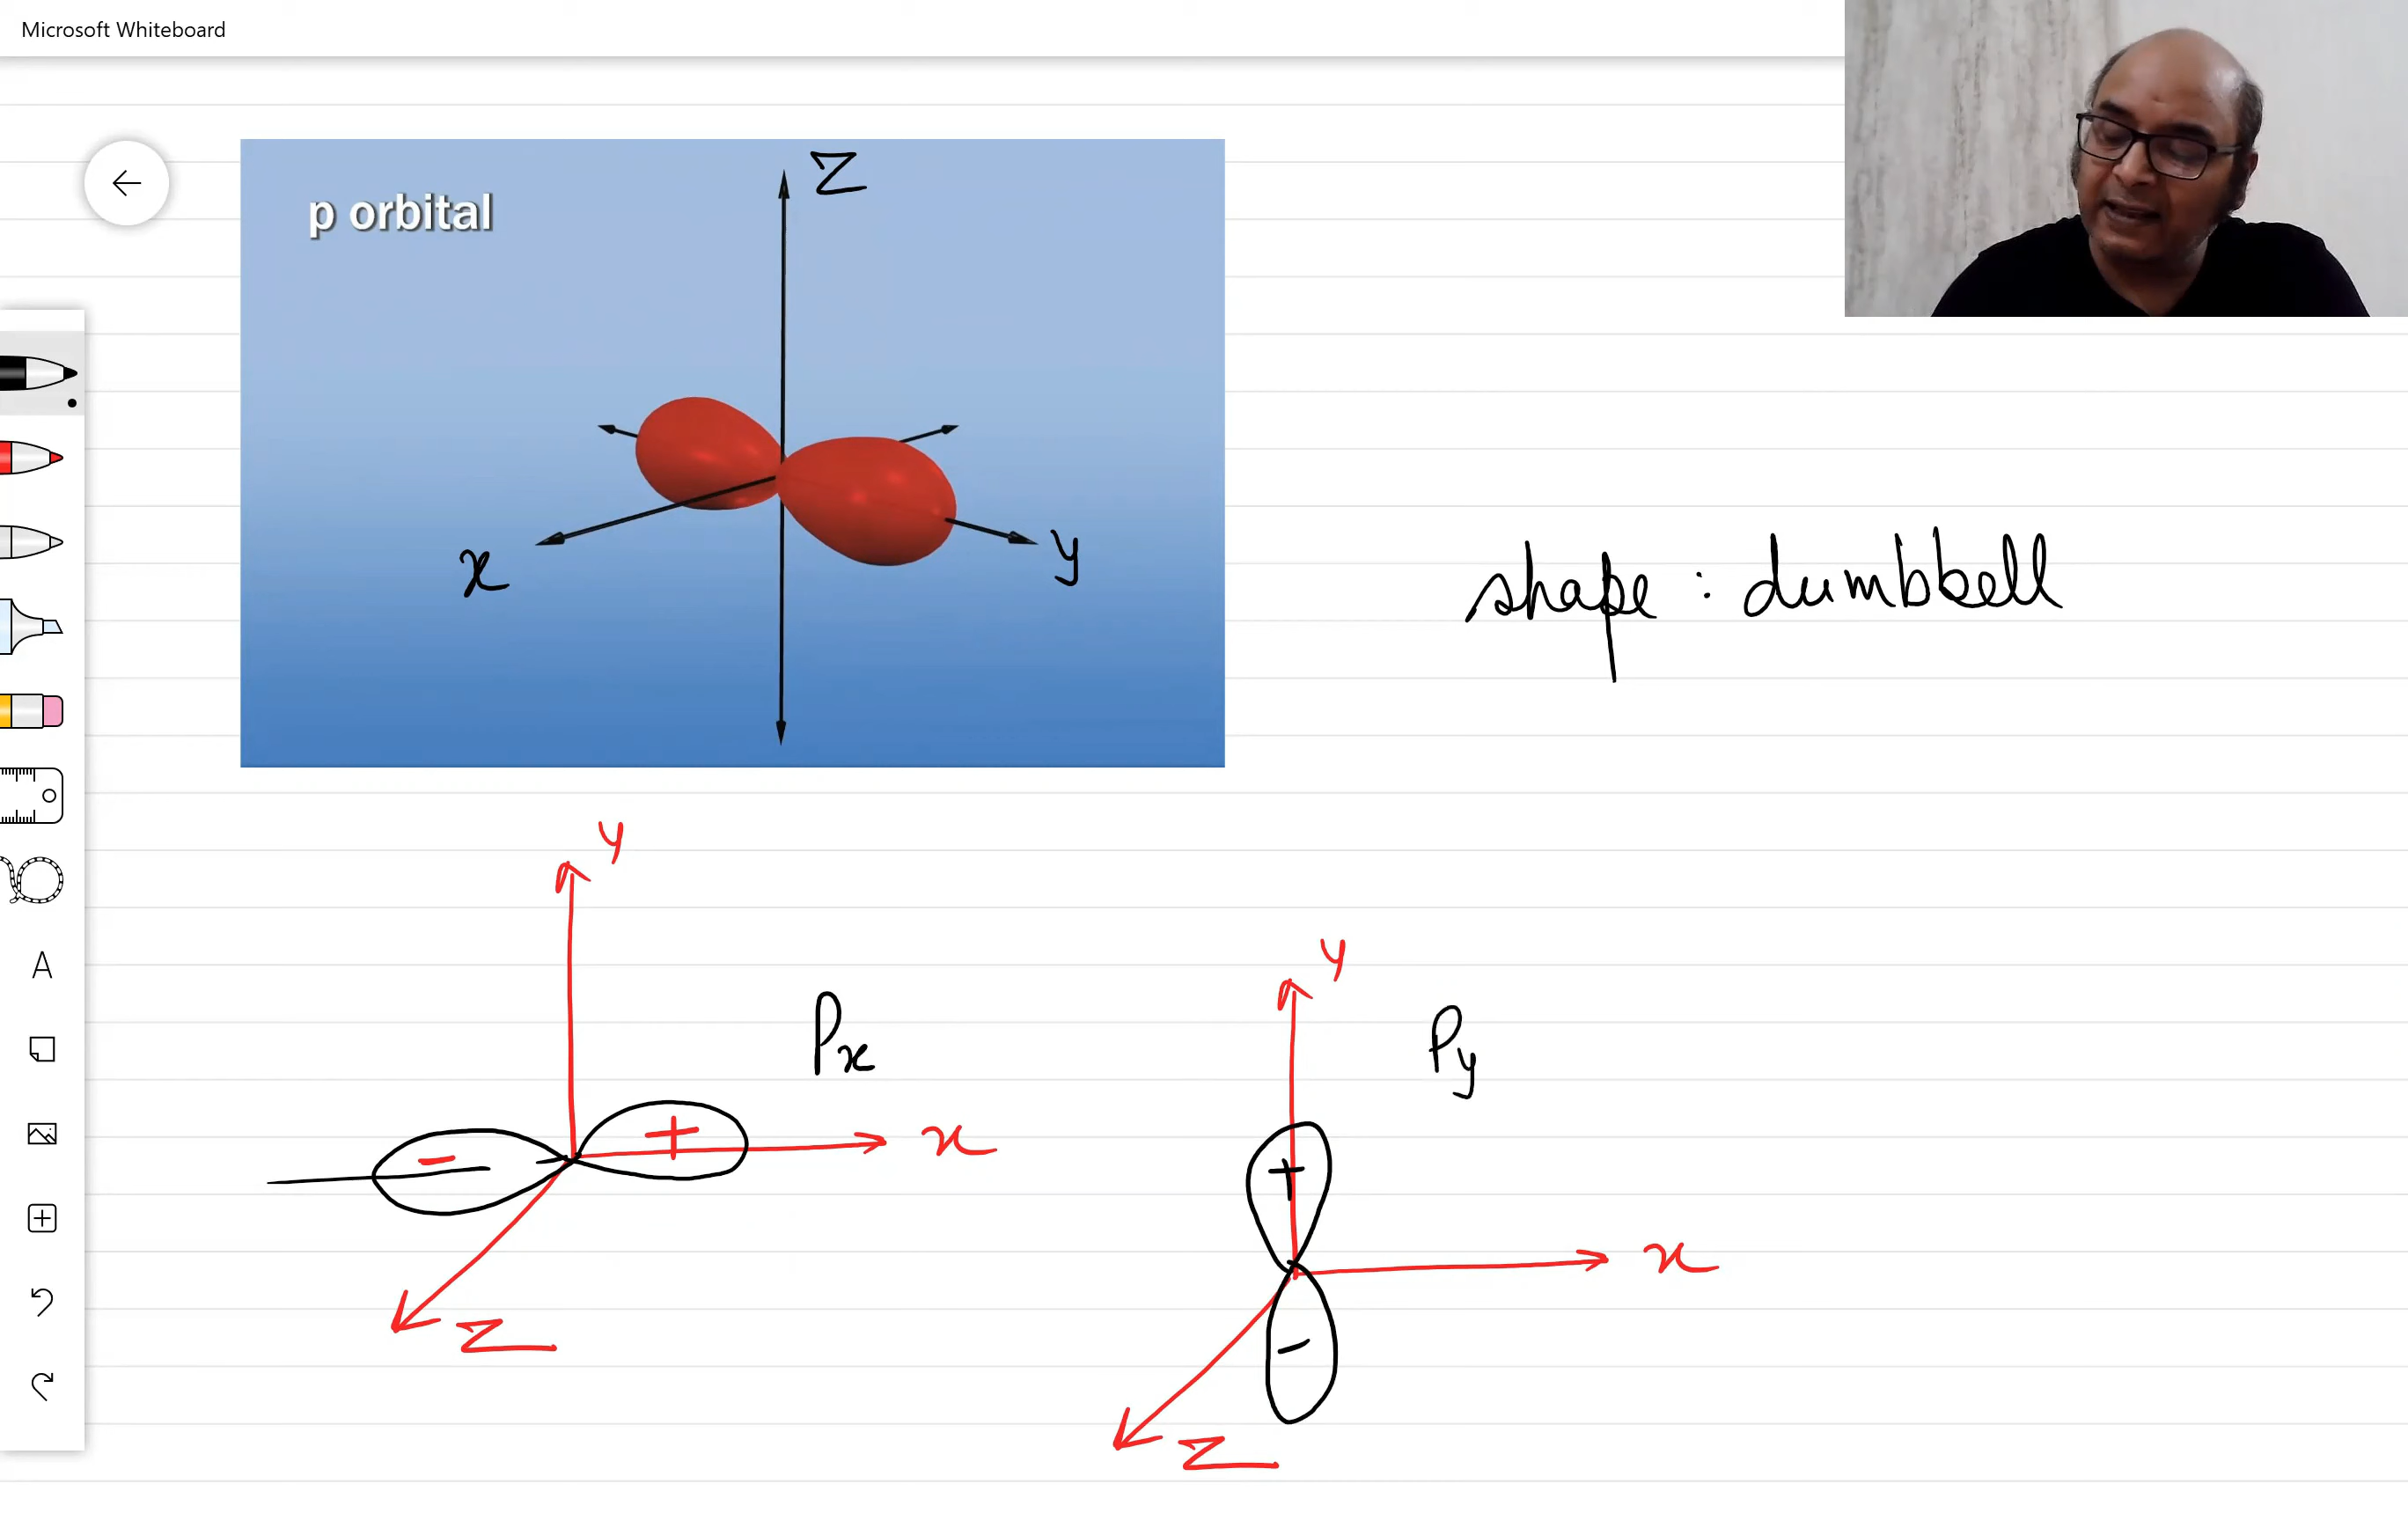 Microsoft Whiteboard
p orbital
Z
x
y
shape : dumbbell
y
Px
+
-
x
Z
y
Py
+
-
x
Z
A